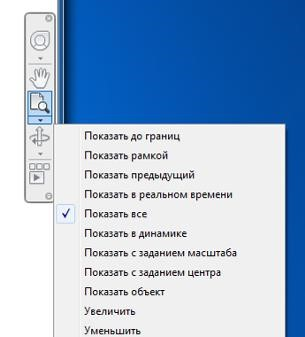 Показать до границ
Показать рамкой
Показать предыдущий
Показать в реальном времени
Показать все
Показать в динамике
Показать с заданием масштаба
Показать с заданием центра
Показать объект
Увеличить
Уменьшить